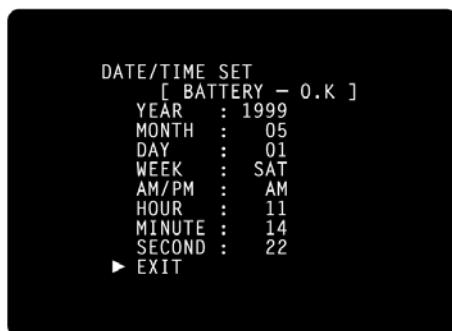 DATE/TIME SET
[ BATTERY – O.K ]
YEAR : 1999
MONTH : 05
DAY : 01
WEEK : SAT
AM/PM : AM
HOUR : 11
MINUTE : 14
SECOND : 22
► EXIT